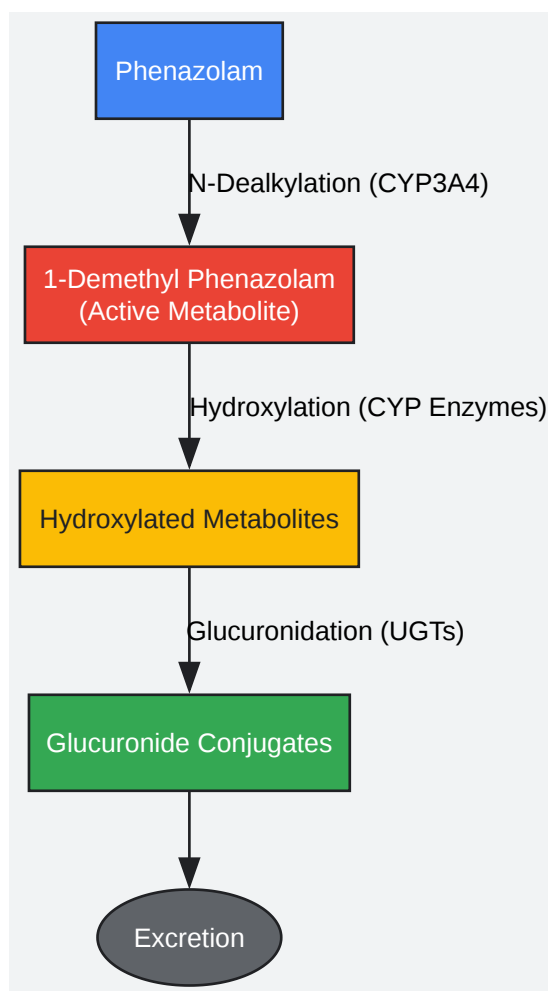 Phenazolam
N-Dealkylation (CYP3A4)
1-Demethyl Phenazolam
(Active Metabolite)
Hydroxylation (CYP Enzymes)
Hydroxylated Metabolites
Glucuronidation (UGTs)
Glucuronide Conjugates
Excretion